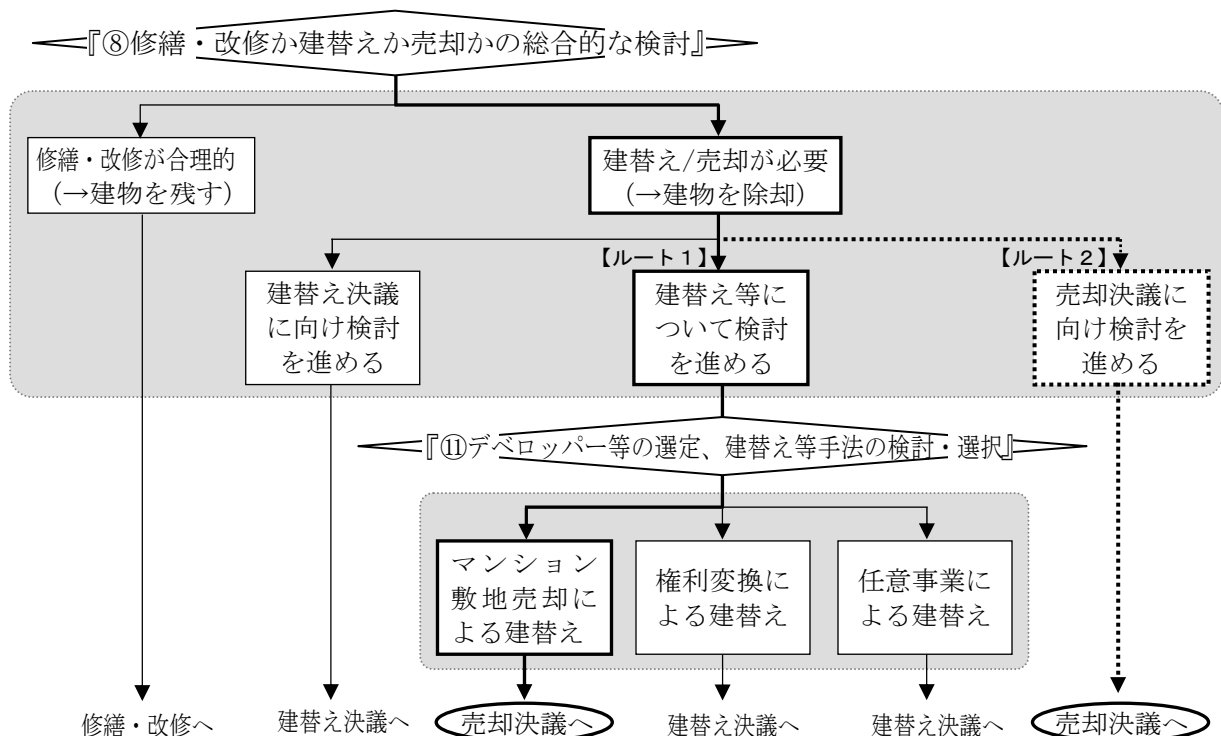 『⑧修繕・改修か建替えか売却かの総合的な検討』
修繕・改修が合理的
（→建物を残す）
建替え/売却が必要
（→建物を除却）
【ルート１】
【ルート２】
建替え決議
に向け検討
を進める
建替え等に
ついて検討
を進める
売却決議に
向け検討を
進める
『⑪デベロッパー等の選定、建替え等手法の検討・選択』
マンション
敷地売却に
よる建替え
権利変換に
よる建替え
任意事業に
よる建替え
修繕・改修へ
建替え決議へ
売却決議へ
建替え決議へ
建替え決議へ
売却決議へ